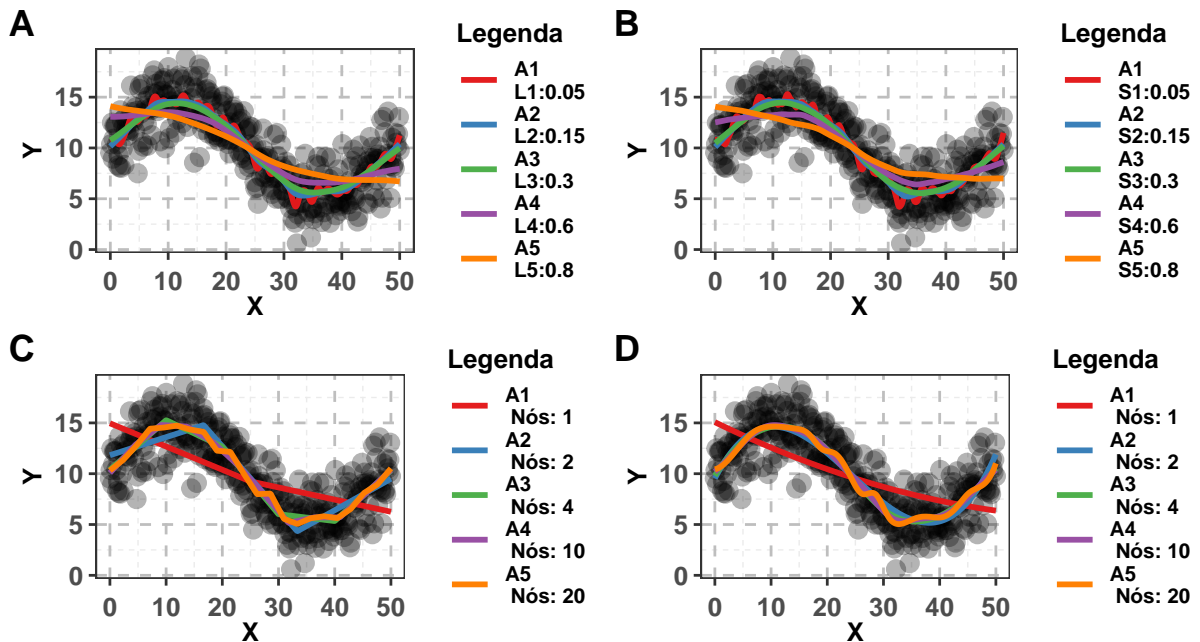 A
Legenda
A1
L1:0.05
A2
L2:0.15
A3
L3:0.3
A4
L4:0.6
A5
L5:0.8
Y
15
10
5
0
0 10 20 30 40 50
X
B
Legenda
A1
S1:0.05
A2
S2:0.15
A3
S3:0.3
A4
S4:0.6
A5
S5:0.8
Y
15
10
5
0
0 10 20 30 40 50
X
C
Legenda
A1
Nós: 1
A2
Nós: 2
A3
Nós: 4
A4
Nós: 10
A5
Nós: 20
Y
15
10
5
0
0 10 20 30 40 50
X
D
Legenda
A1
Nós: 1
A2
Nós: 2
A3
Nós: 4
A4
Nós: 10
A5
Nós: 20
Y
15
10
5
0
0 10 20 30 40 50
X